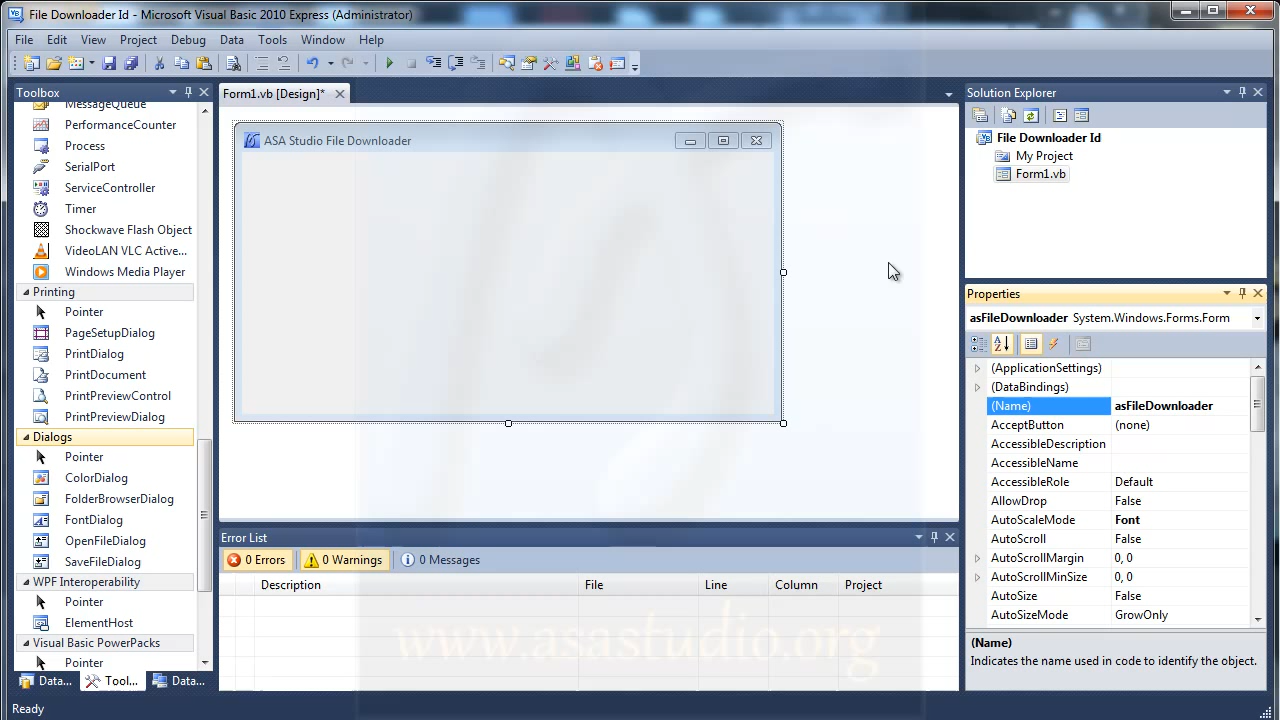 File Downloader Id - Microsoft Visual Basic 2010 Express (Administrator)
File Edit View Project Debug Data Tools Window Help
Toolbox
MessageQueue
PerformanceCounter
Process
SerialPort
ServiceController
Timer
Shockwave Flash Object
VideoLAN VLC Active...
Windows Media Player
Printing
Pointer
PageSetupDialog
PrintDialog
PrintDocument
PrintPreviewControl
PrintPreviewDialog
Dialogs
Pointer
ColorDialog
FolderBrowserDialog
FontDialog
OpenFileDialog
SaveFileDialog
WPF Interoperability
Pointer
ElementHost
Visual Basic PowerPacks
Pointer
Data... Tool... Data...
Form1.vb [Design]*
ASA Studio File Downloader
Error List
0 Errors 0 Warnings 0 Messages
Description File Line Column Project
www.asastudio.org
Solution Explorer
File Downloader Id
My Project
Form1.vb
Properties
asFileDownloader System.Windows.Forms.Form
(ApplicationSettings)
(DataBindings)
(Name) asFileDownloader
AcceptButton (none)
AccessibleDescription
AccessibleName
AccessibleRole Default
AllowDrop False
AutoScaleMode Font
AutoScroll False
AutoScrollMargin 0, 0
AutoScrollMinSize 0, 0
AutoSize False
AutoSizeMode GrowOnly
(Name)
Indicates the name used in code to identify the object.
Ready